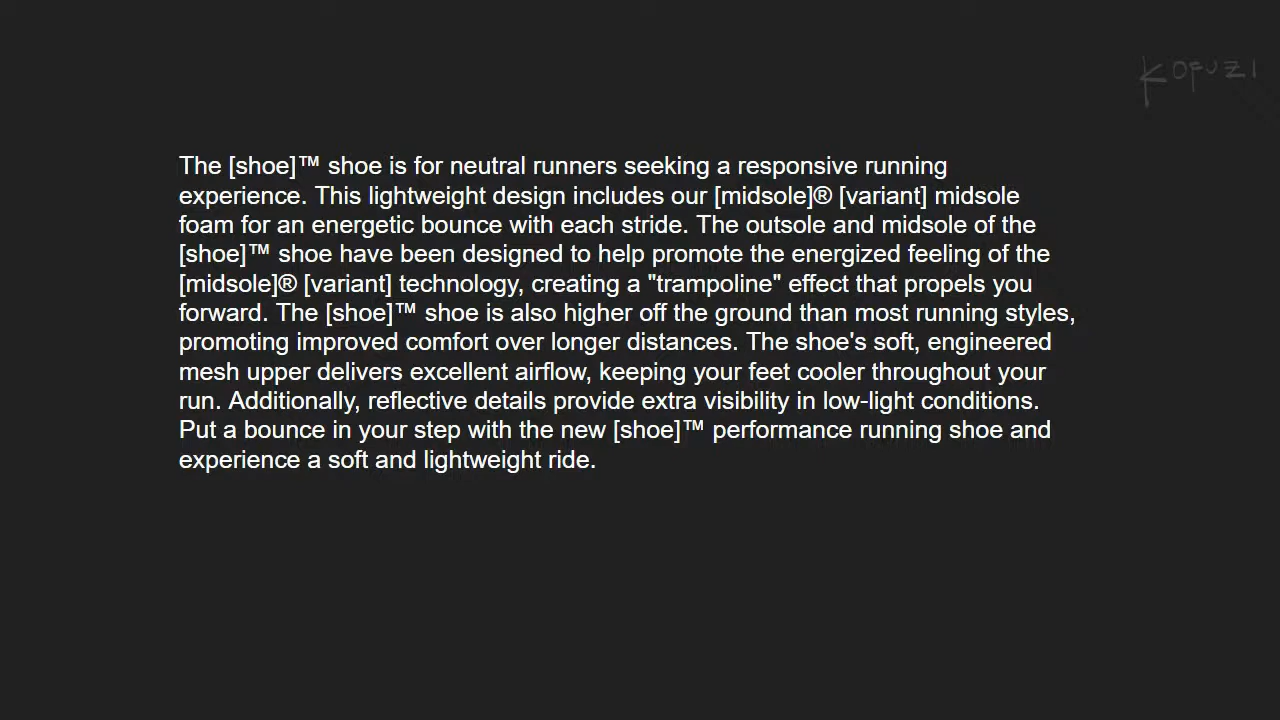 KOFUZI
The [shoe]™ shoe is for neutral runners seeking a responsive running
experience. This lightweight design includes our [midsole]® [variant] midsole
foam for an energetic bounce with each stride. The outsole and midsole of the
[shoe]™ shoe have been designed to help promote the energized feeling of the
[midsole]® [variant] technology, creating a "trampoline" effect that propels you
forward. The [shoe]™ shoe is also higher off the ground than most running styles,
promoting improved comfort over longer distances. The shoe's soft, engineered
mesh upper delivers excellent airflow, keeping your feet cooler throughout your
run. Additionally, reflective details provide extra visibility in low-light conditions.
Put a bounce in your step with the new [shoe]™ performance running shoe and
experience a soft and lightweight ride.